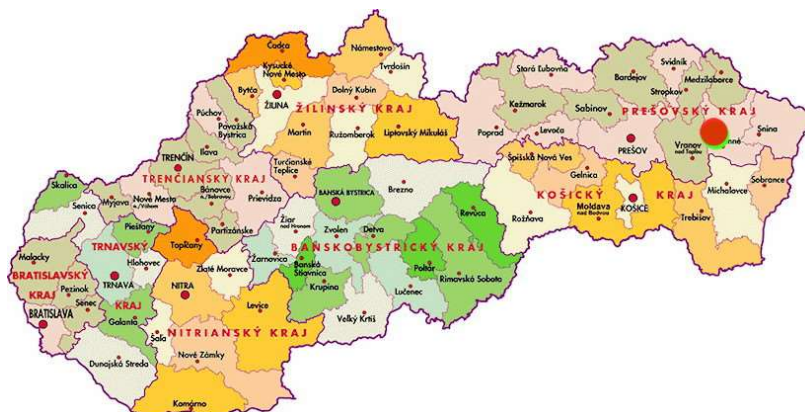 Čadca
Kysucké
Nové Mesto
Bytča
ŽILINA
Námestovo
Tvrdošín
Dolný Kubín
ŽILINSKÝ KRAJ
Martin
Ružomberok
Liptovský Mikuláš
Turčianske
Teplice
Púchov
Považská
Bystrica
Ilava
TRENČÍN
TRENČIANSKY KRAJ
Bánovce
n./Bebravou
Prievidza
Nové Mesto
n./Váhom
Myjava
Partizánske
Skalica
Senica
Piešťany
TRNAVSKÝ
KRAJ
Hlohovec
TRNAVA
Galanta
Dunajská Streda
Malacky
BRATISLAVSKÝ
KRAJ
Pezinok
Senec
BRATISLAVA
Topľčany
Zlaté Moravce
NITRA
Šaľa
Levice
NITRIANSKÝ KRAJ
Nové Zámky
Komárno
BANSKÁ BYSTRICA
Brezno
Žiar
nad Hronom
Zvolen
Detva
BANSKOBYSTRICKÝ KRAJ
Žarnovica
Banská
Štiavnica
Krupina
Veľký Krtíš
Lučenec
Poltár
Rimavská Sobota
Revúca
Stará Ľubovňa
Kežmarok
Poprad
Levoča
Sabinov
Bardejov
Svidník
Stropkov
Medzilaborce
PREŠOVSKÝ KRAJ
PREŠOV
Vranov
nad Topľou
nné
Snina
Spišská Nová Ves
Gelnica
KOŠICKÝ KRAJ
Rožňava
Moldava
nad Bodvou
KOŠICE
Trebišov
Michalovce
Sobrance